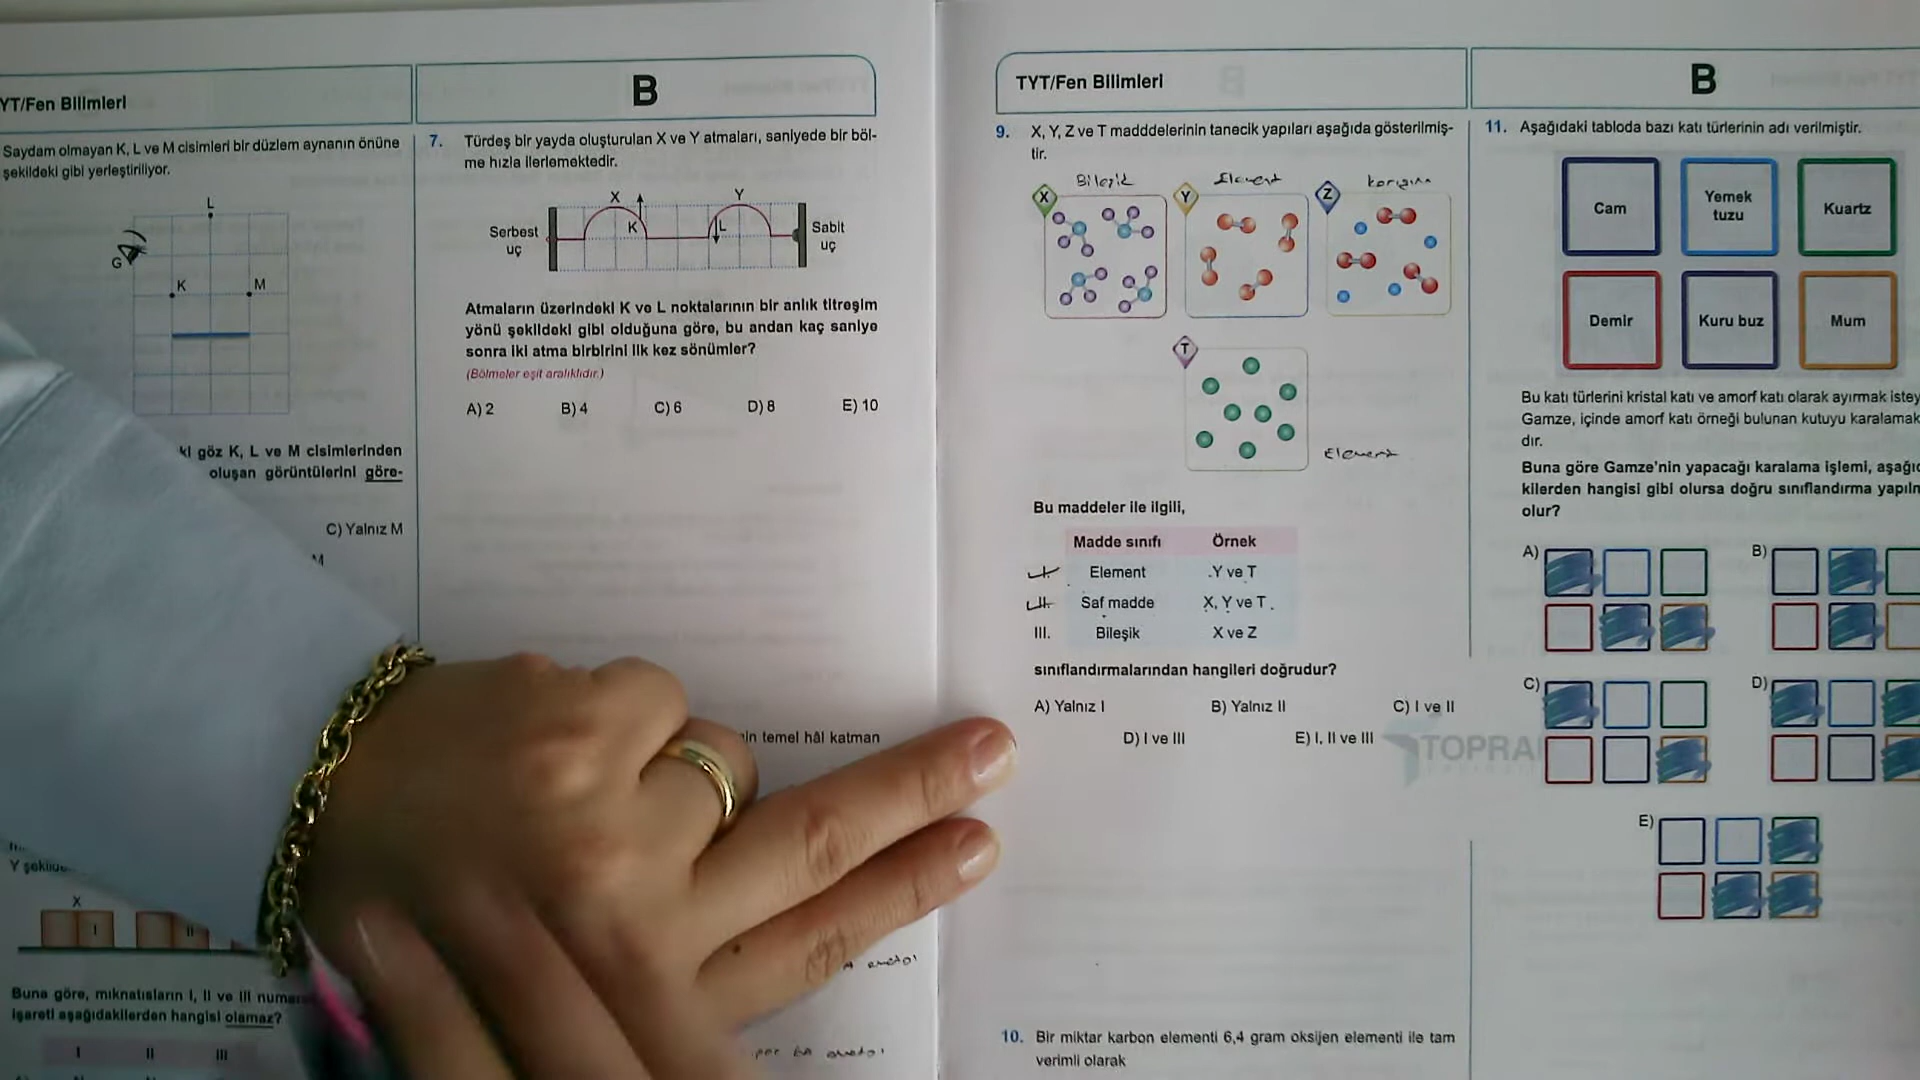 YT/Fen Bilimleri
B
Saydam olmayan K, L ve M cisimleri bir düzlem aynanın önüne
şekildeki gibi yerleştiriliyor.
L
G
K
M
ki göz K, L ve M cisimlerinden
oluşan görüntülerini göre-
C) Yalnız M
M
Y
X
I
II
Buna göre, mıknatısların I, II ve III
işareti aşağıdakilerden hangisi olamaz?
I II III
7. Türdeş bir yayda oluşturulan X ve Y atmaları, saniyede bir böl-
me hızla ilerlemektedir.
X
Y
Serbest
uç
K
L
Sabit
uç
Atmaların üzerindeki K ve L noktalarının bir anlık titreşim
yönü şekildeki gibi olduğuna göre, bu andan kaç saniye
sonra iki atma birbirini ilk kez sönümler?
(Bölmeler eşit aralıklıdır.)
A) 2 B) 4 C) 6 D) 8 E) 10
temel hâl katman
TYT/Fen Bilimleri
B
9. X, Y, Z ve T madddelerinin tanecik yapıları aşağıda gösterilmiş-
tir.
Bileşik Element karışım
X
Y
Z
T
Element
Bu maddeler ile ilgili,
Madde sınıfı Örnek
I. Element Y ve T
II. Saf madde X, Y ve T
III. Bileşik X ve Z
sınıflandırmalarından hangileri doğrudur?
A) Yalnız I B) Yalnız II C) I ve II
D) I ve III E) I, II ve III
10. Bir miktar karbon elementi 6,4 gram oksijen elementi ile tam
verimli olarak
11. Aşağıdaki tabloda bazı katı türlerinin adı verilmiştir.
Cam
Yemek
tuzu
Kuartz
Demir
Kuru buz
Mum
Bu katı türlerini kristal katı ve amorf katı olarak ayırmak istey
Gamze, içinde amorf katı örneği bulunan kutuyu karalamak
dır.
Buna göre Gamze'nin yapacağı karalama işlemi, aşağıd
kilerden hangisi gibi olursa doğru sınıflandırma yapıln
olur?
A) B)
C) D)
E)
TOPRA